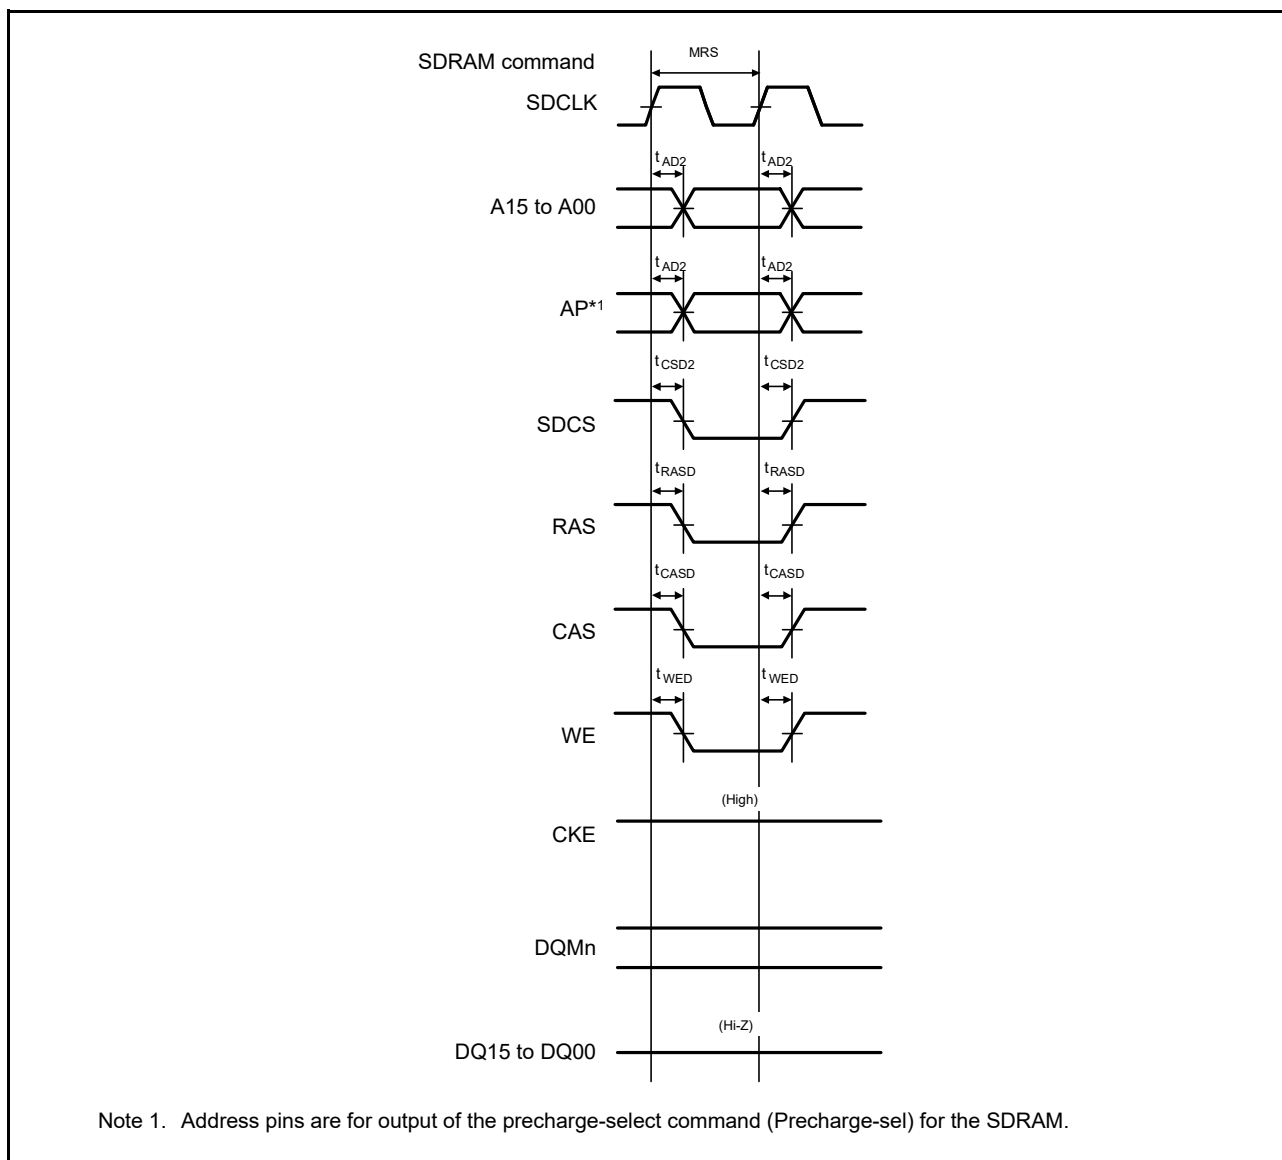 MRS
SDRAM command
SDCLK
tAD2 tAD2
A15 to A00
tAD2 tAD2
AP*1
tCSD2 tCSD2
SDCS
tRASD tRASD
RAS
tCASD tCASD
CAS
tWED tWED
WE
(High)
CKE
DQMn
(Hi-Z)
DQ15 to DQ00
Note 1. Address pins are for output of the precharge-select command (Precharge-sel) for the SDRAM.